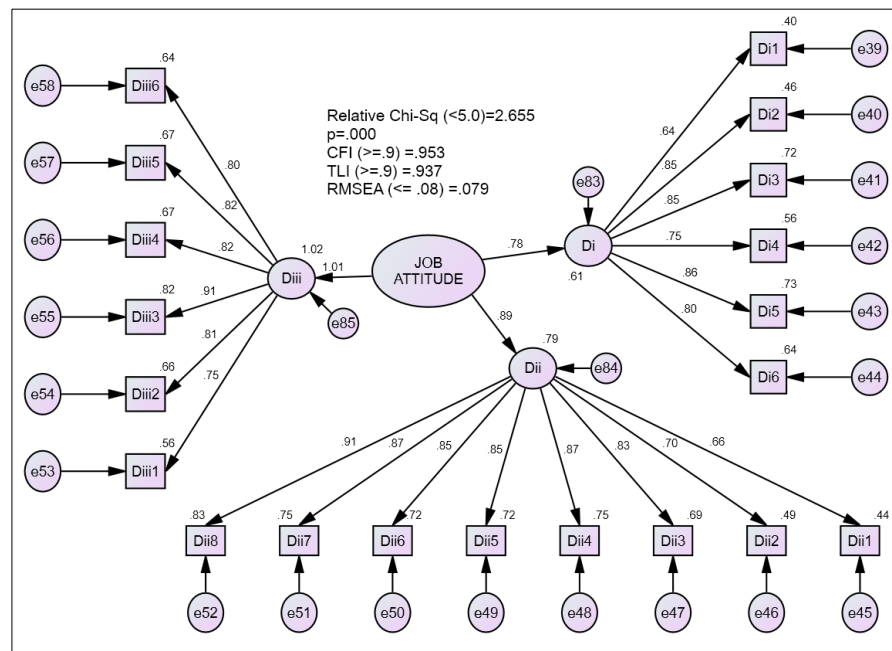 .64
e58
Diii6
.67
e57
Diii5
.67
e56
Diii4
.82
e55
Diii3
.66
e54
Diii2
.56
e53
Diii1
.80
.82
.82
.91
.81
.75
1.02
Diii
1.01
e85
Relative Chi-Sq (<5.0)=2.655
p=.000
CFI (>=.9) =.953
TLI (>=.9) =.937
RMSEA (<= .08) =.079
JOB
ATTITUDE
.78
.89
e83
Di
.61
.64
.85
.85
.75
.86
.80
.40
Di1
e39
.46
Di2
e40
.72
Di3
e41
.56
Di4
e42
.73
Di5
e43
.64
Di6
e44
.79
Dii
e84
.91
.87
.85
.85
.87
.83
.70
.66
.83
.75
.72
.72
.75
.69
.49
.44
Dii8
Dii7
Dii6
Dii5
Dii4
Dii3
Dii2
Dii1
e52
e51
e50
e49
e48
e47
e46
e45